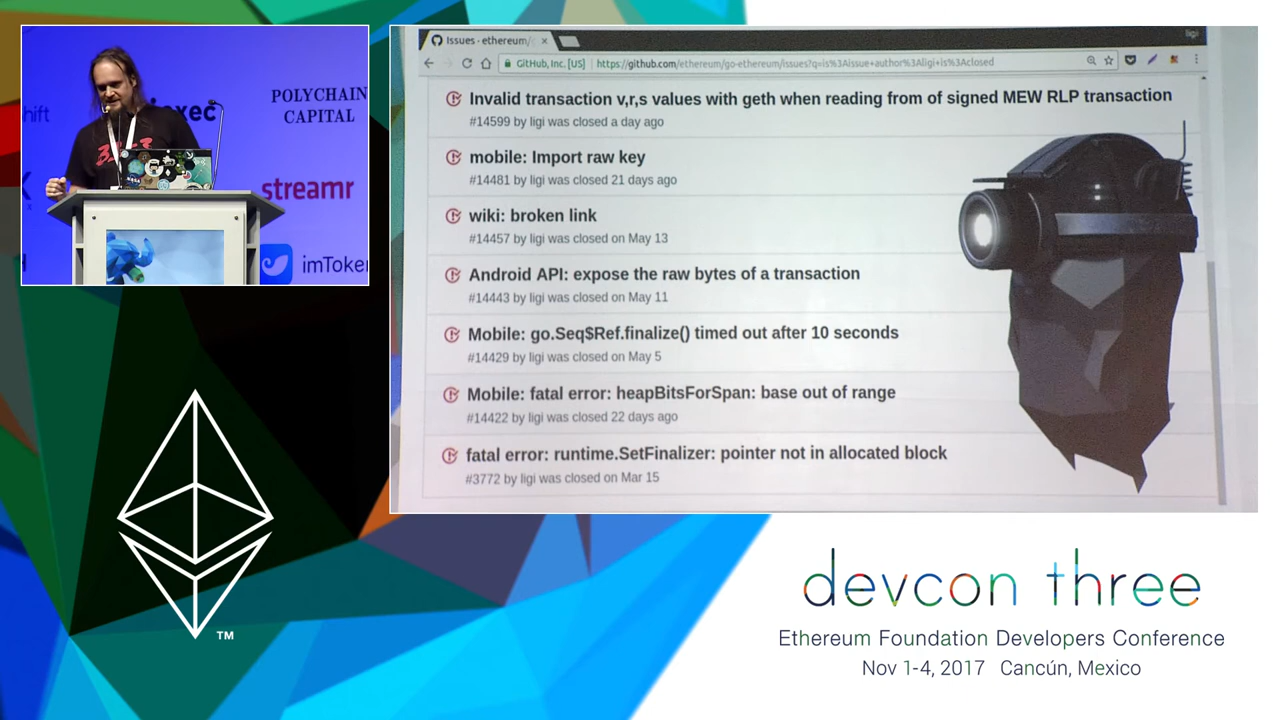 POLYCHAIN
CAPITAL
streamr
imToke
Issues · ethereum/
ligi
GitHub, Inc. [US]
https://github.com/ethereum/go-ethereum/issues?q=is%3Aissue+author%3Aligi+is%3Aclosed
Invalid transaction v,r,s values with geth when reading from of signed MEW RLP transaction
#14599 by ligi was closed a day ago
mobile: Import raw key
#14481 by ligi was closed 21 days ago
wiki: broken link
#14457 by ligi was closed on May 13
Android API: expose the raw bytes of a transaction
#14443 by ligi was closed on May 11
Mobile: go.Seq$Ref.finalize() timed out after 10 seconds
#14429 by ligi was closed on May 5
Mobile: fatal error: heapBitsForSpan: base out of range
#14422 by ligi was closed 22 days ago
fatal error: runtime.SetFinalizer: pointer not in allocated block
#3772 by ligi was closed on Mar 15
TM
devcon three
Ethereum Foundation Developers Conference
Nov 1-4, 2017 Cancún, Mexico